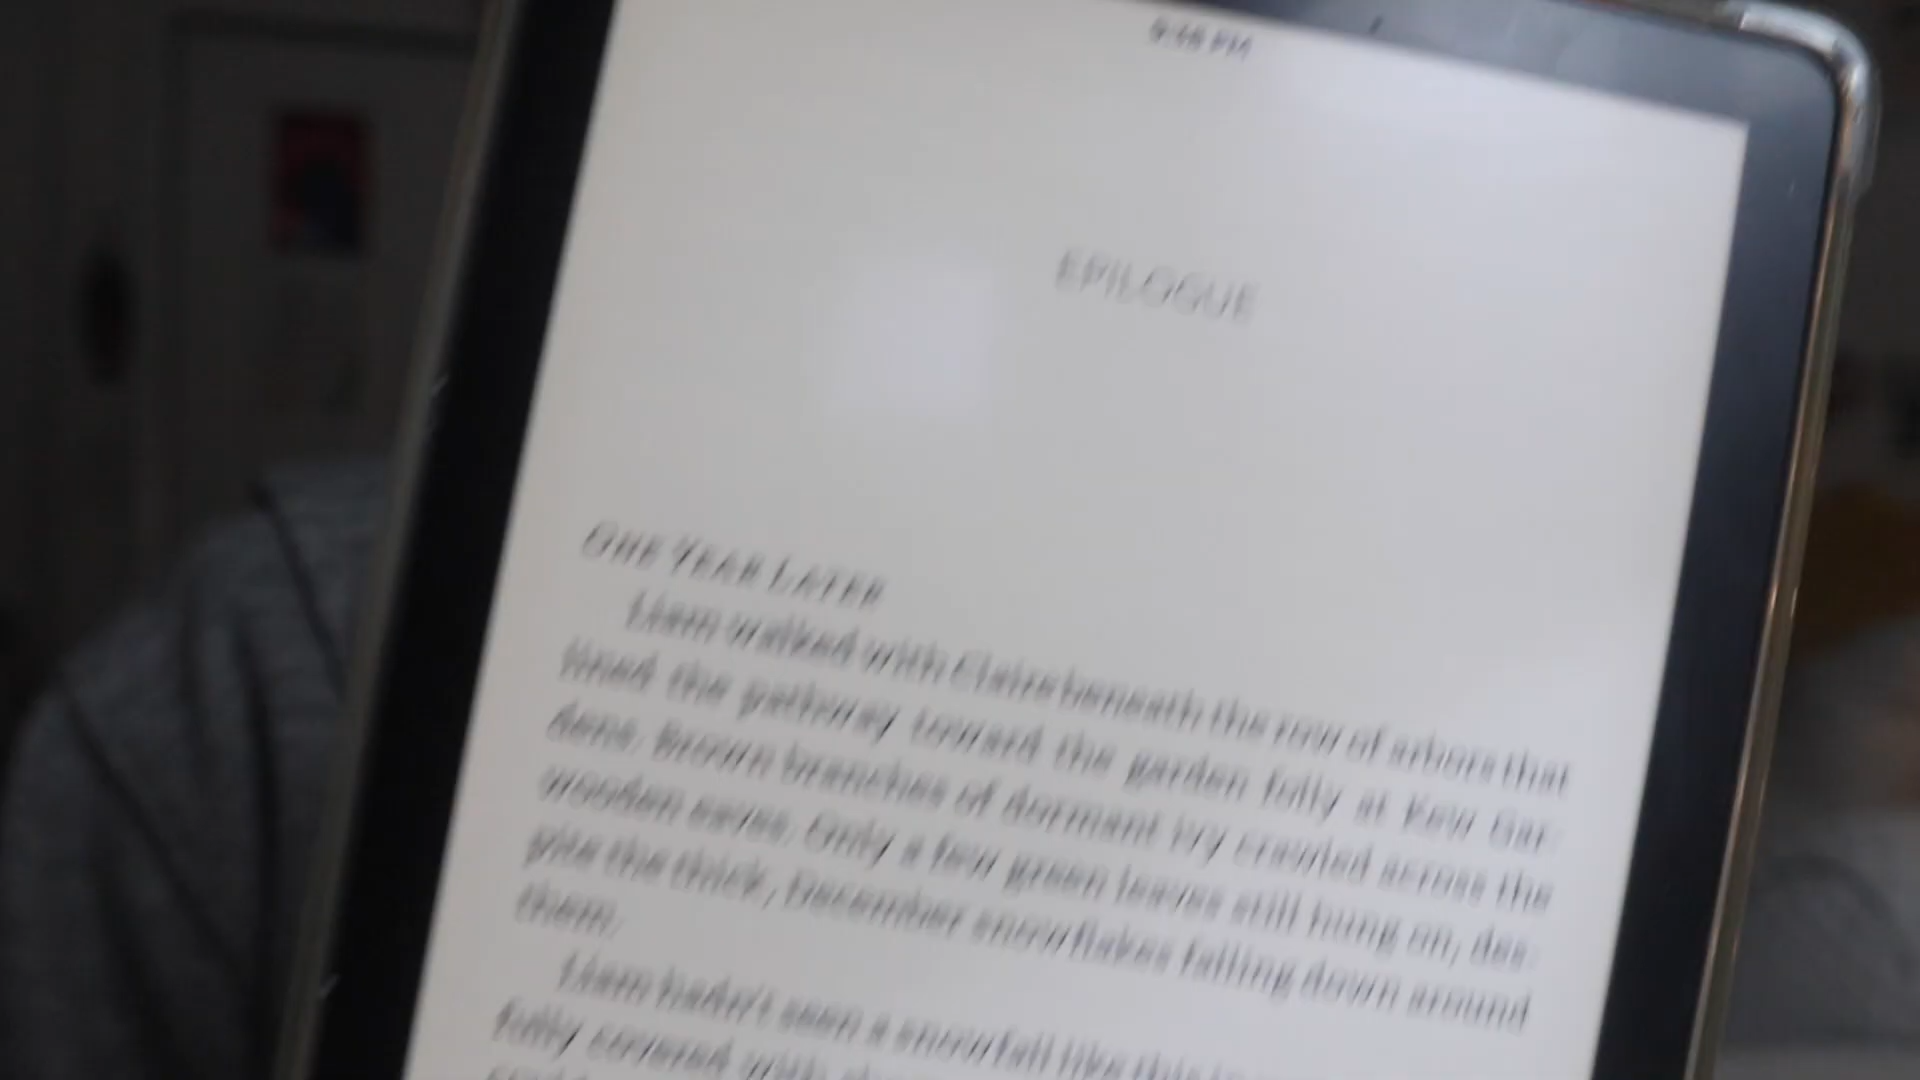 EPILOGUE
ONE YEAR LATER
Liam walked with Claire beneath the row of arbors that
lined the pathway toward the garden folly at Kew Gar-
dens. Brown branches of dormant ivy crawled across the
wooden eaves. Only a few green leaves still hung on, des-
pite the thick, December snowflakes falling down around
them.
Liam hadn't seen a snowfall like this
fully covered with